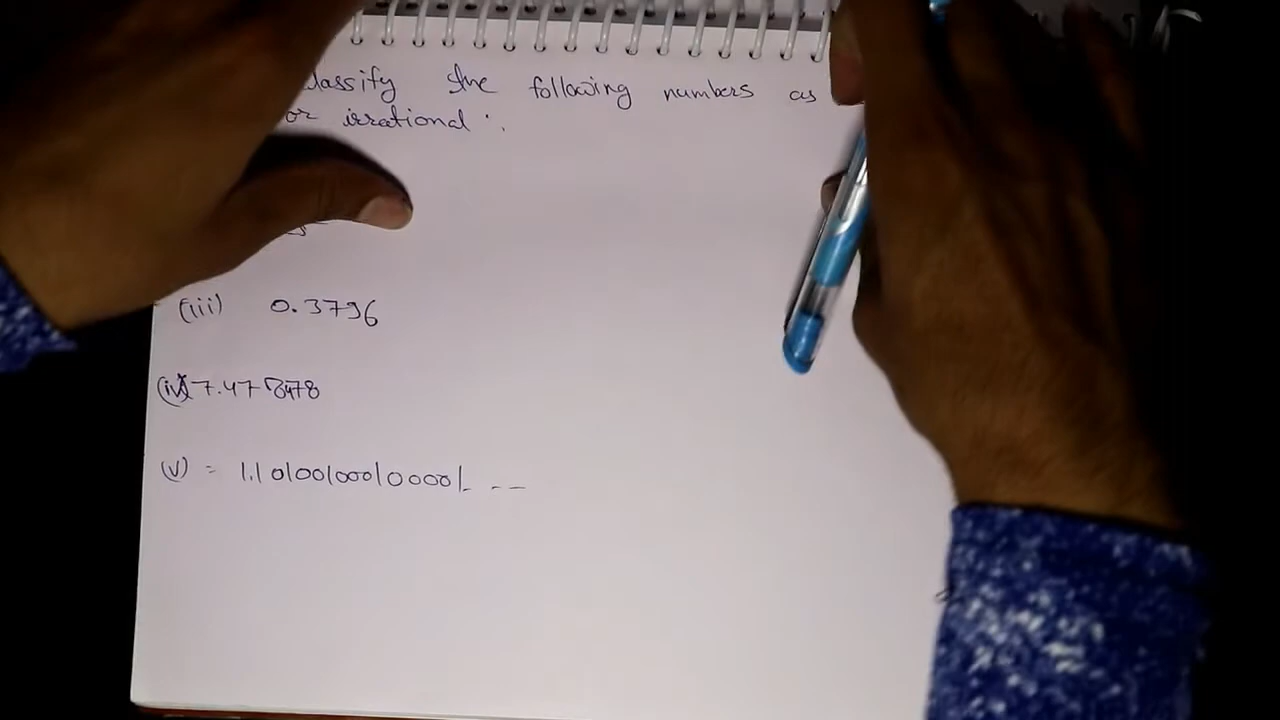 classify the following numbers as
or irrational :.
(iii) 0.3796
(iv) 7.478478
(v) = 1.101001000100001. ---